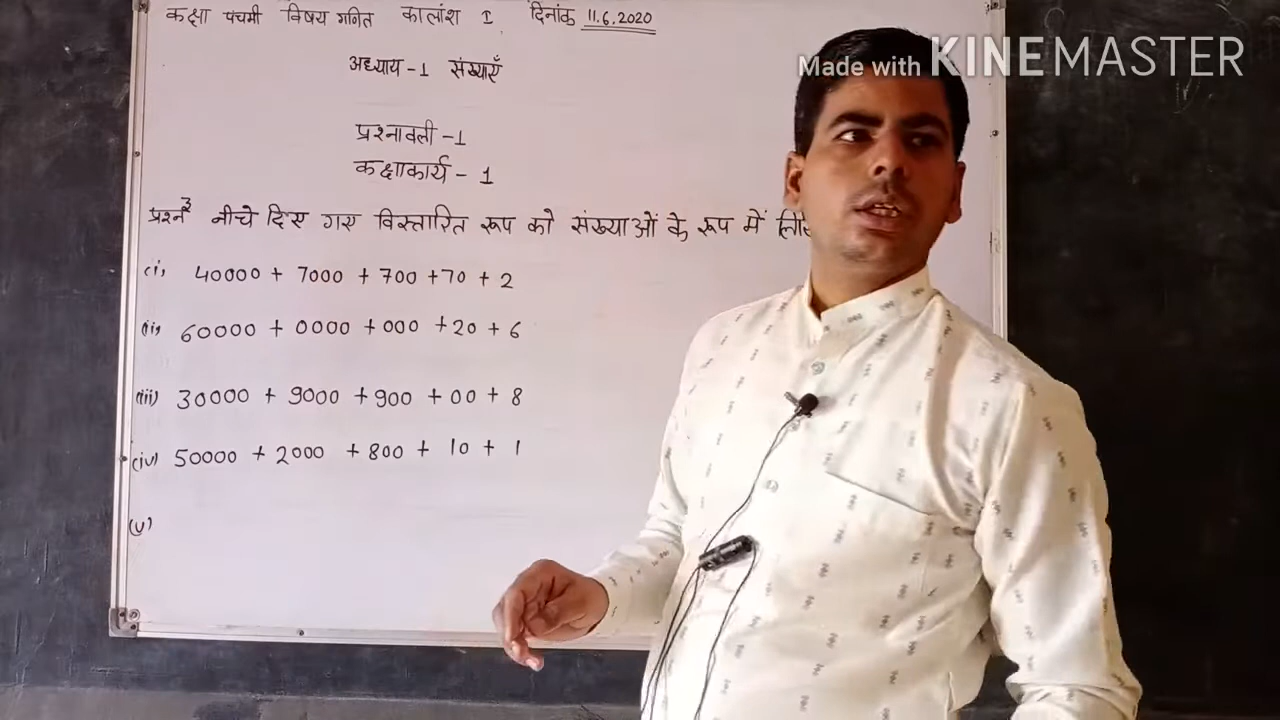 कक्षा पंचमी विषय गणित कालांश I दिनांक 11.6.2020
Made with KINEMASTER
अध्याय-1 संख्याएँ
प्रश्नावली-1
कक्षाकार्य-1
प्रश्न3 नीचे दिए गए विस्तारित रूप को संख्याओं के रूप में
(i) 40000 + 7000 + 700 + 70 + 2
(ii) 60000 + 0000 + 000 + 20 + 6
(iii) 30000 + 9000 + 900 + 00 + 8
(iv) 50000 + 2000 + 800 + 10 + 1
(v)